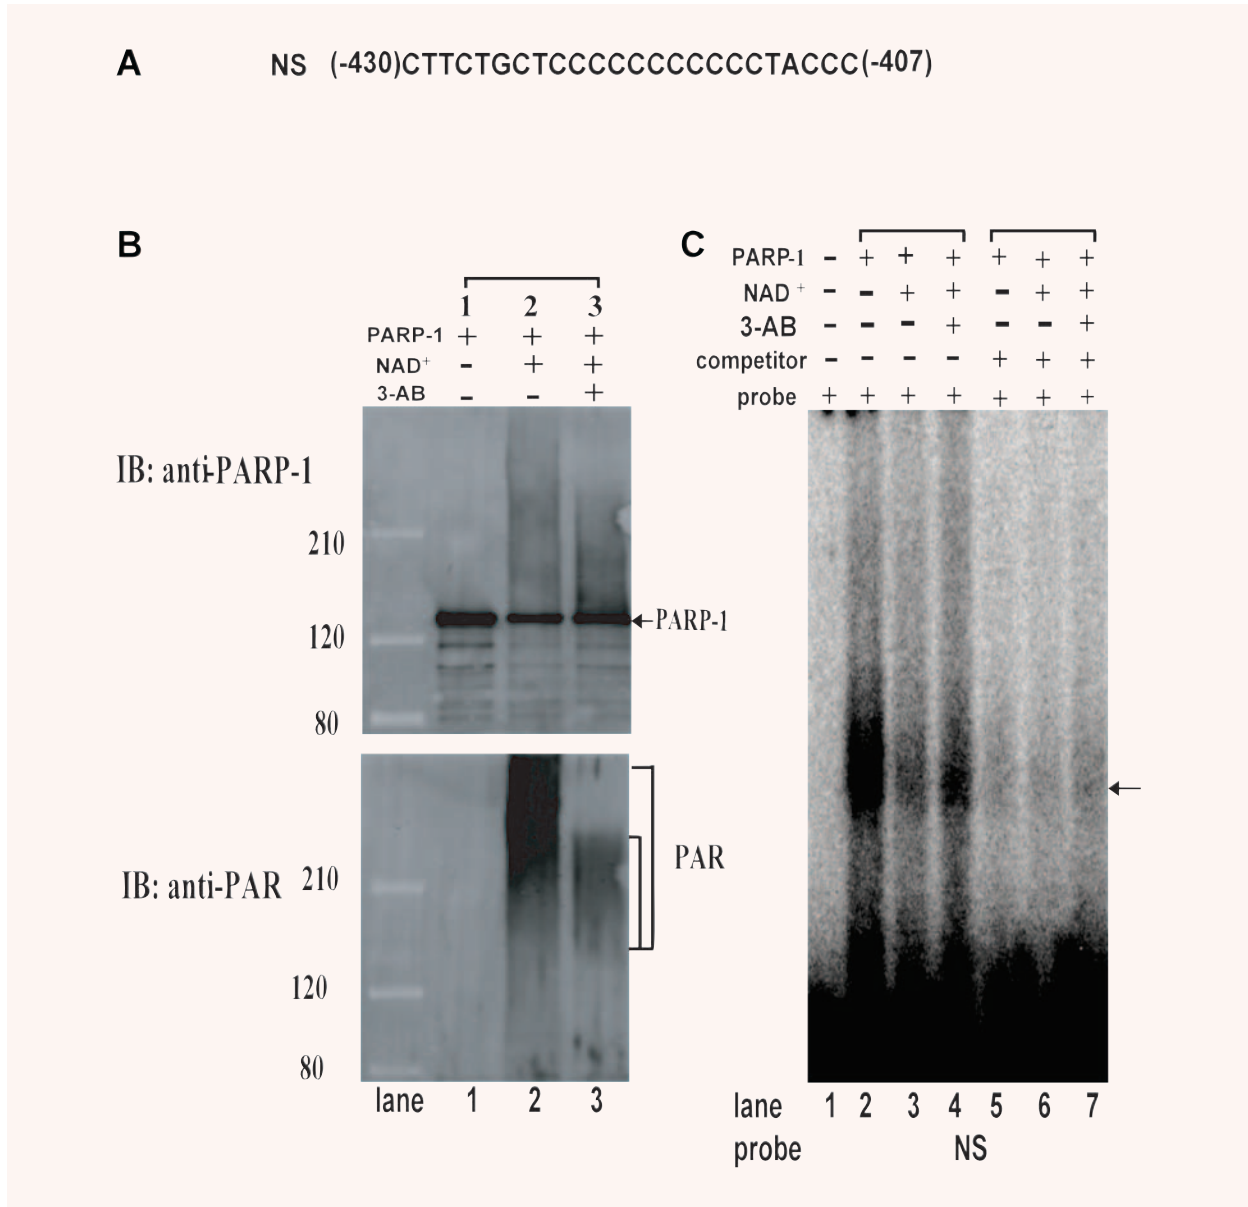 A NS (-430)CTTCTGCTCCCCCCCCCCCCTACCC(-407)
B
1 2 3
PARP-1 + + +
NAD+ - + +
3-AB - - +
IB: anti-PARP-1
210
120
80
←PARP-1
IB: anti-PAR 210
120
80
PAR
lane 1 2 3
C
PARP-1 - + + + + + +
NAD + - - + + - + +
3-AB - - - + - - +
competitor - - - - + + +
probe + + + + + + +
lane 1 2 3 4 5 6 7
probe NS